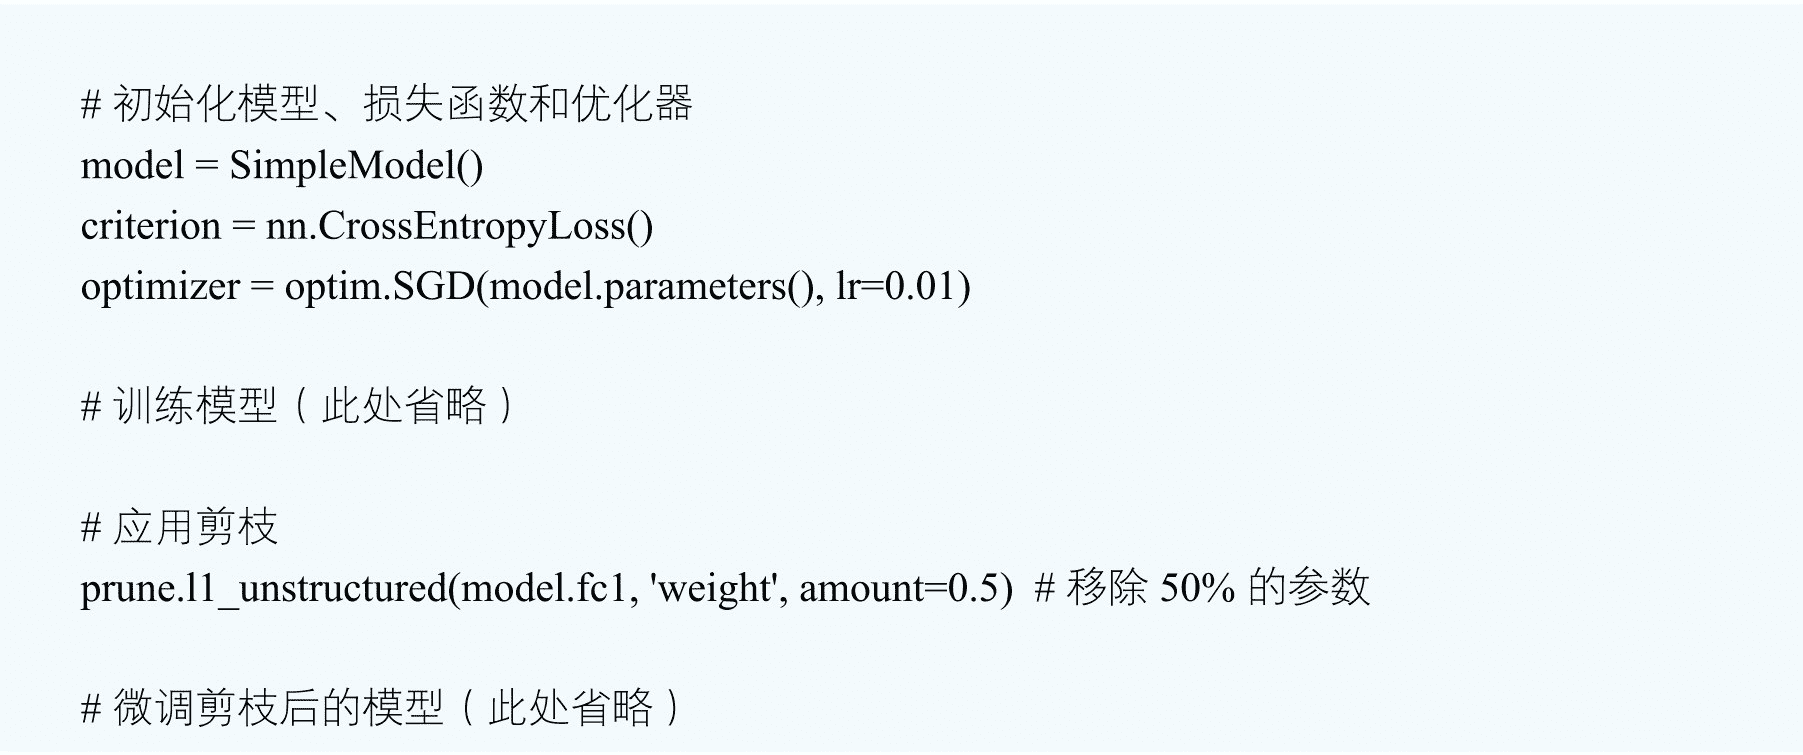 # 初始化模型、损失函数和优化器
model = SimpleModel()
criterion = nn.CrossEntropyLoss()
optimizer = optim.SGD(model.parameters(), lr=0.01)
# 训练模型（此处省略）
# 应用剪枝
prune.l1_unstructured(model.fc1, 'weight', amount=0.5)  # 移除 50% 的参数
# 微调剪枝后的模型（此处省略）